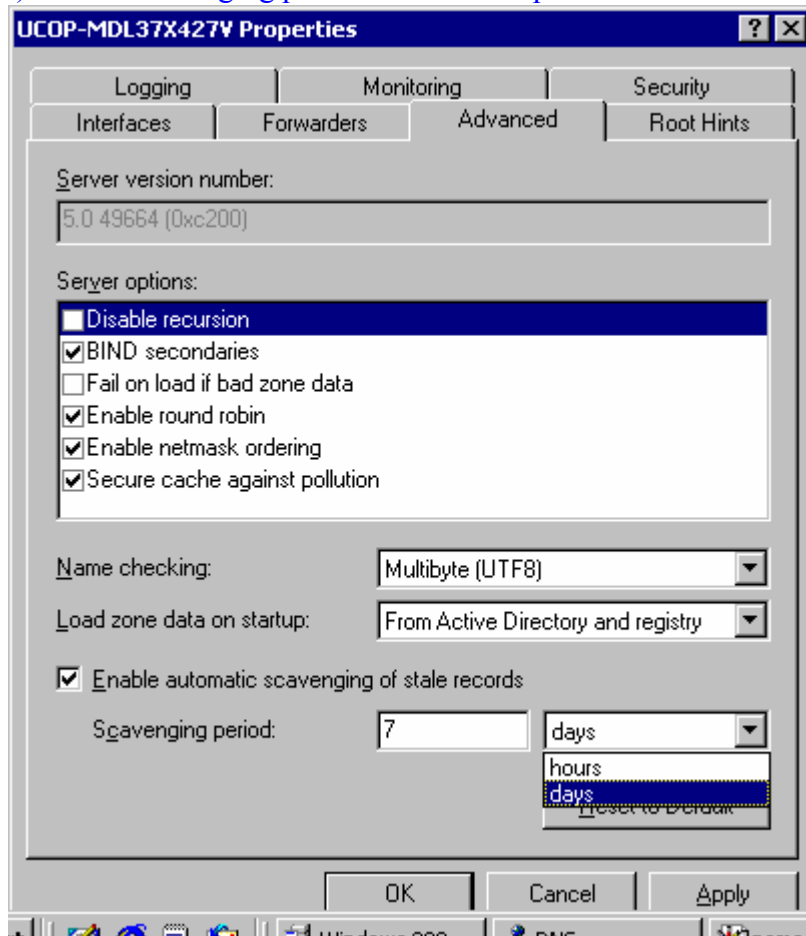 UCOP-MDL37X427V Properties
Logging Monitoring Security
Interfaces Forwarders Advanced Root Hints
Server version number:
5.0 49664 (0xc200)
Server options:
Disable recursion
BIND secondaries
Fail on load if bad zone data
Enable round robin
Enable netmask ordering
Secure cache against pollution
Name checking: Multibyte (UTF8)
Load zone data on startup: From Active Directory and registry
Enable automatic scavenging of stale records
Scavenging period: 7 days
hours
days
Reset to Default
OK Cancel Apply